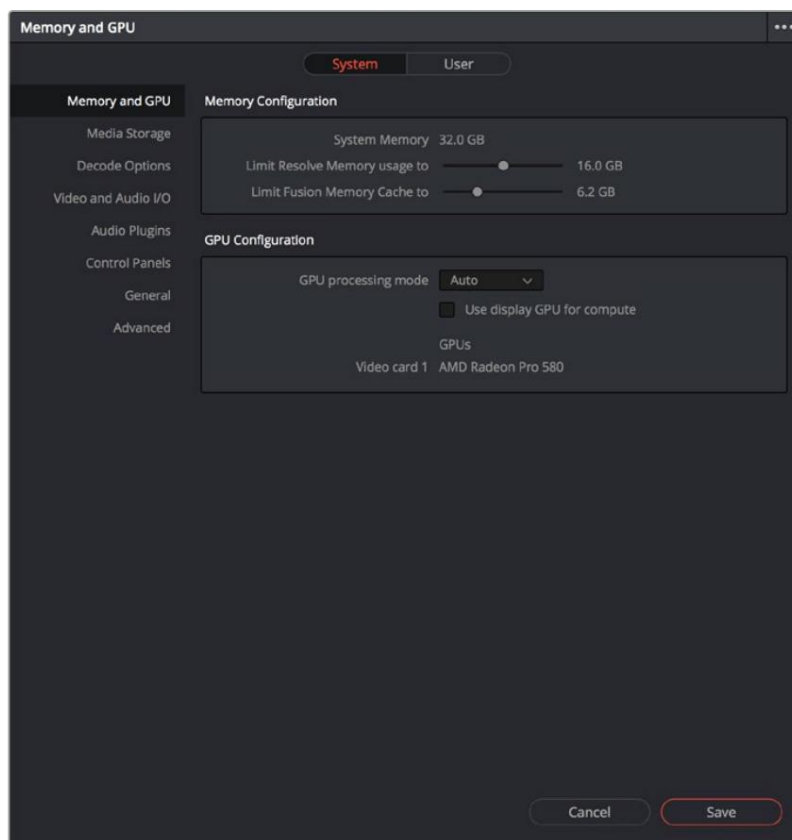 Memory and GPU
System User
Memory and GPU
Media Storage
Decode Options
Video and Audio I/O
Audio Plugins
Control Panels
General
Advanced
Memory Configuration
System Memory 32.0 GB
Limit Resolve Memory usage to 16.0 GB
Limit Fusion Memory Cache to 6.2 GB
GPU Configuration
GPU processing mode Auto
Use display GPU for compute
GPUs
Video card 1 AMD Radeon Pro 580
Cancel Save